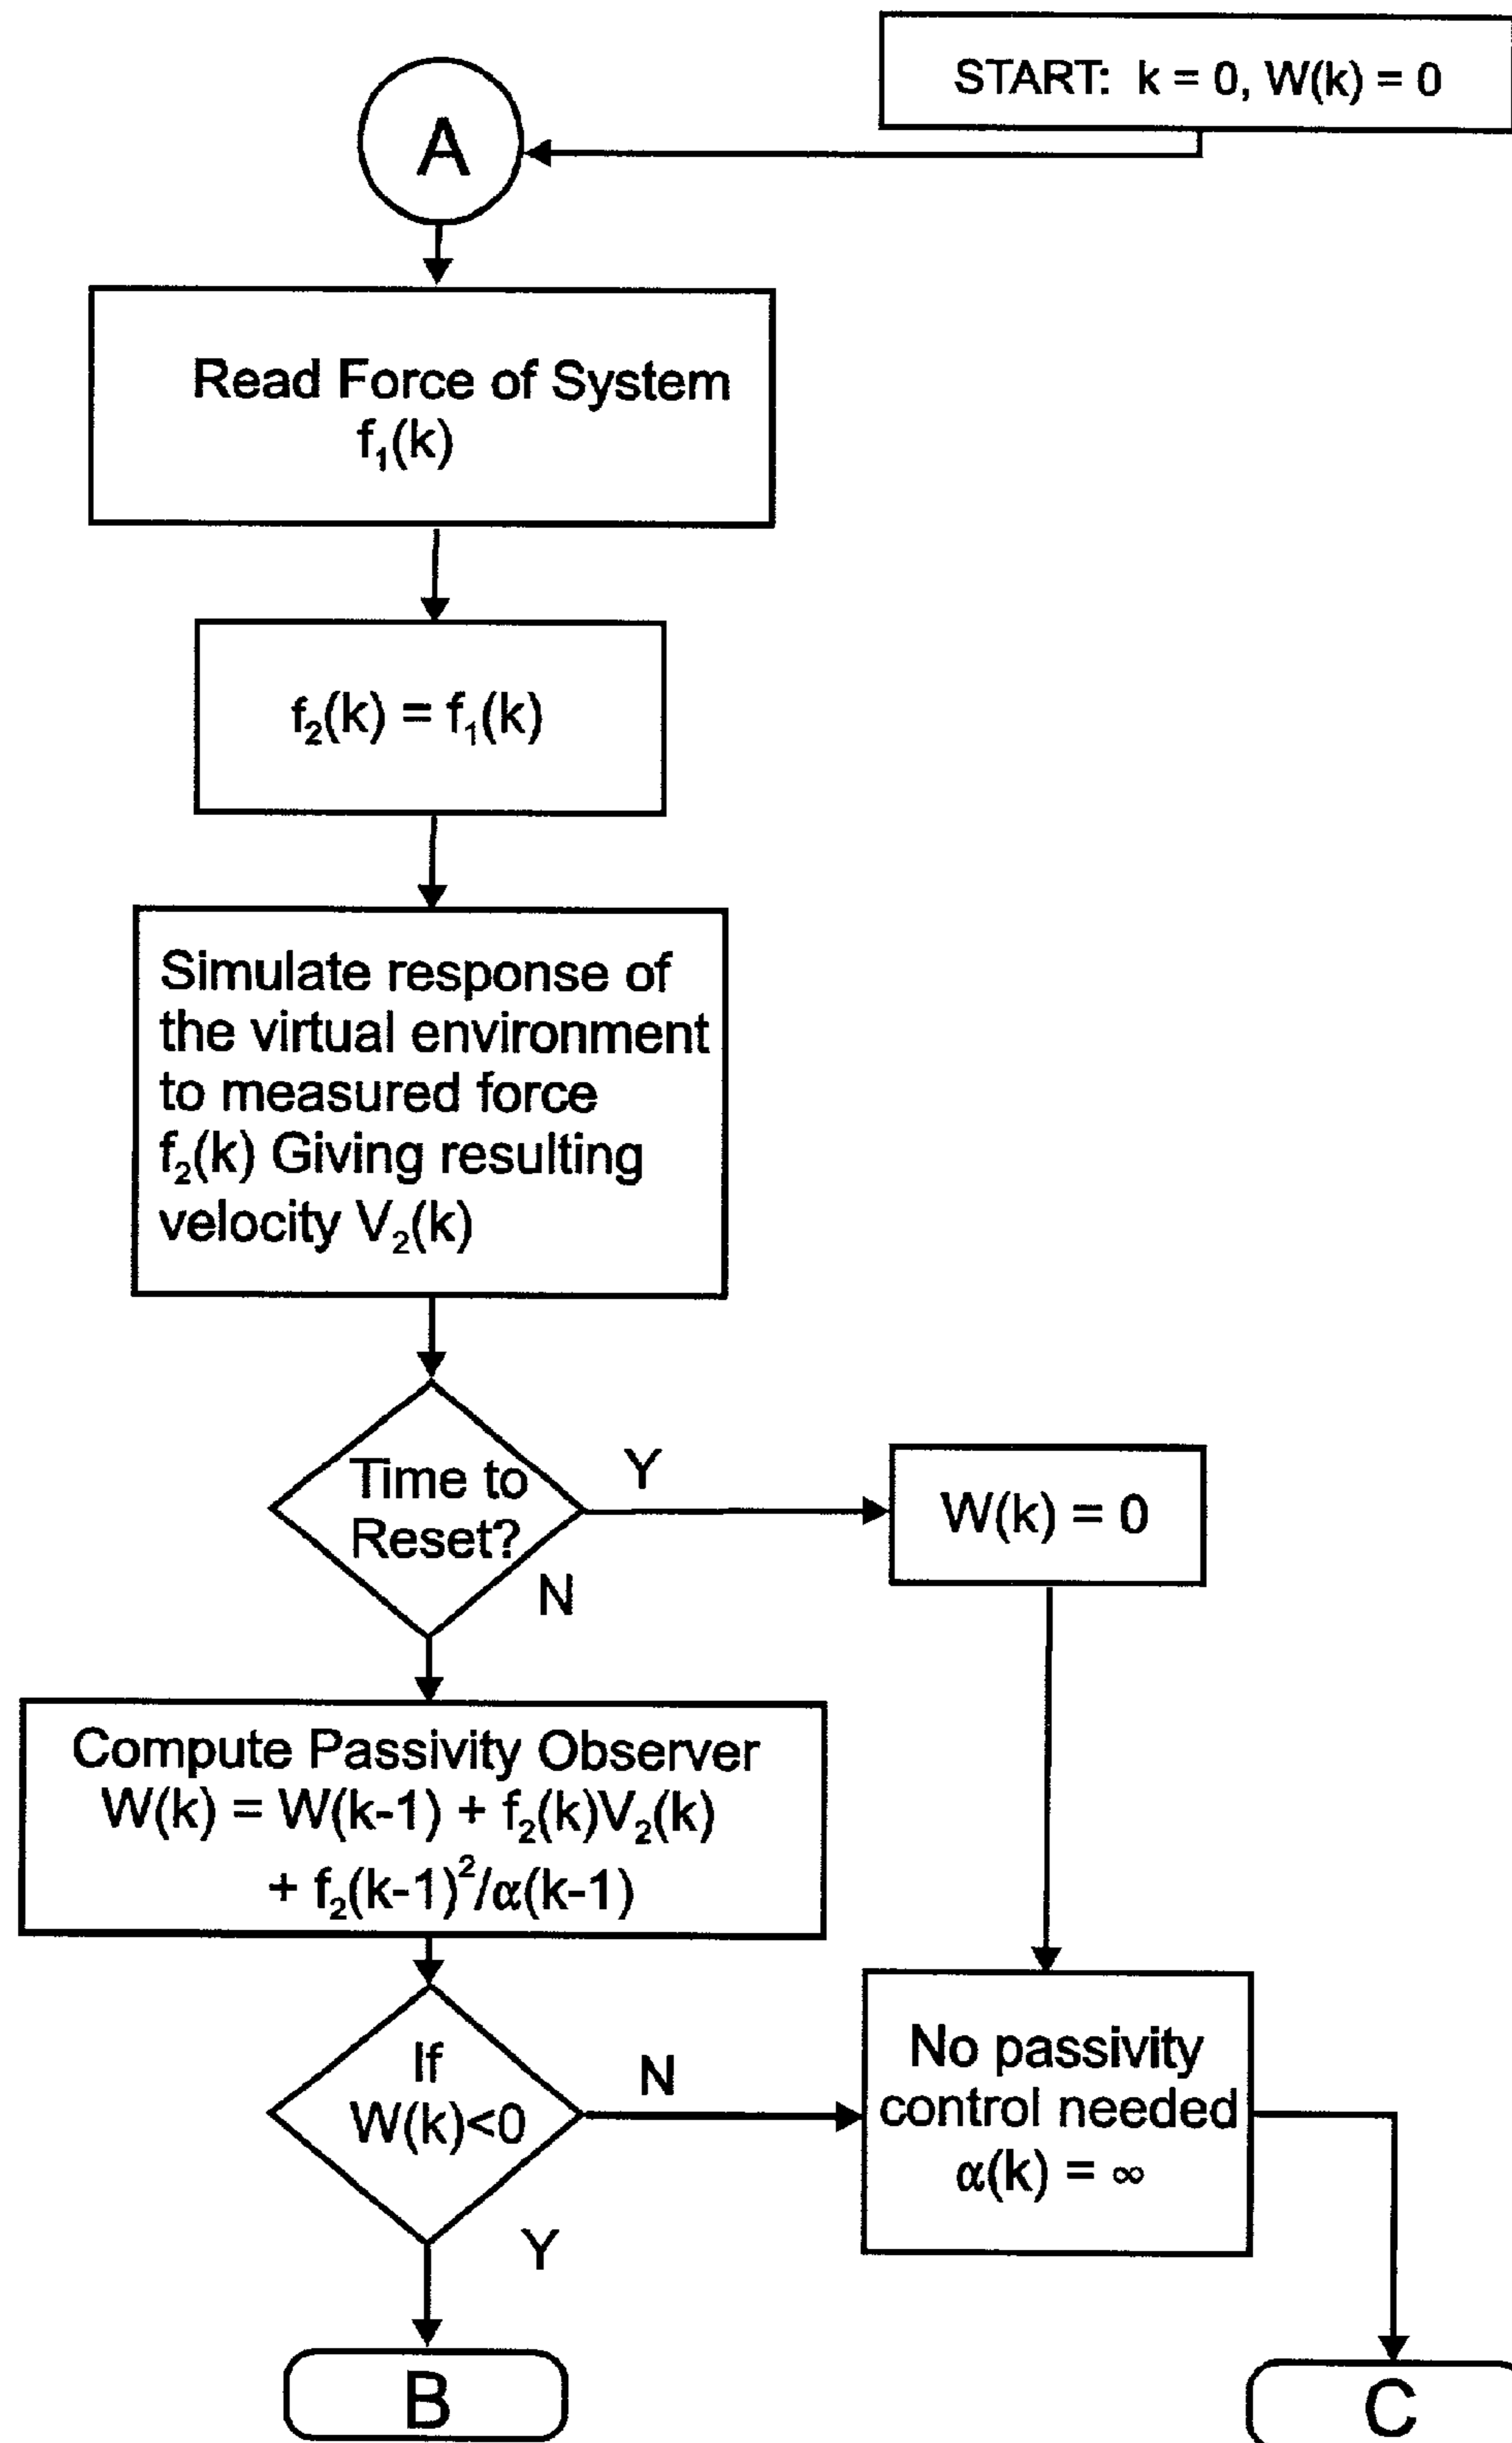 START: k = 0, W(k) = 0
A
Read Force of System
f₁(k)
f₂(k) = f₁(k)
Simulate response of
the virtual environment
to measured force
f₂(k) Giving resulting
velocity V₂(k)
Time to
Reset?
Y
N
W(k) = 0
Compute Passivity Observer
W(k) = W(k-1) + f₂(k)V₂(k)
+ f₂(k-1)²/α(k-1)
If
W(k)<0
N
Y
No passivity
control needed
α(k) = ∞
B
C